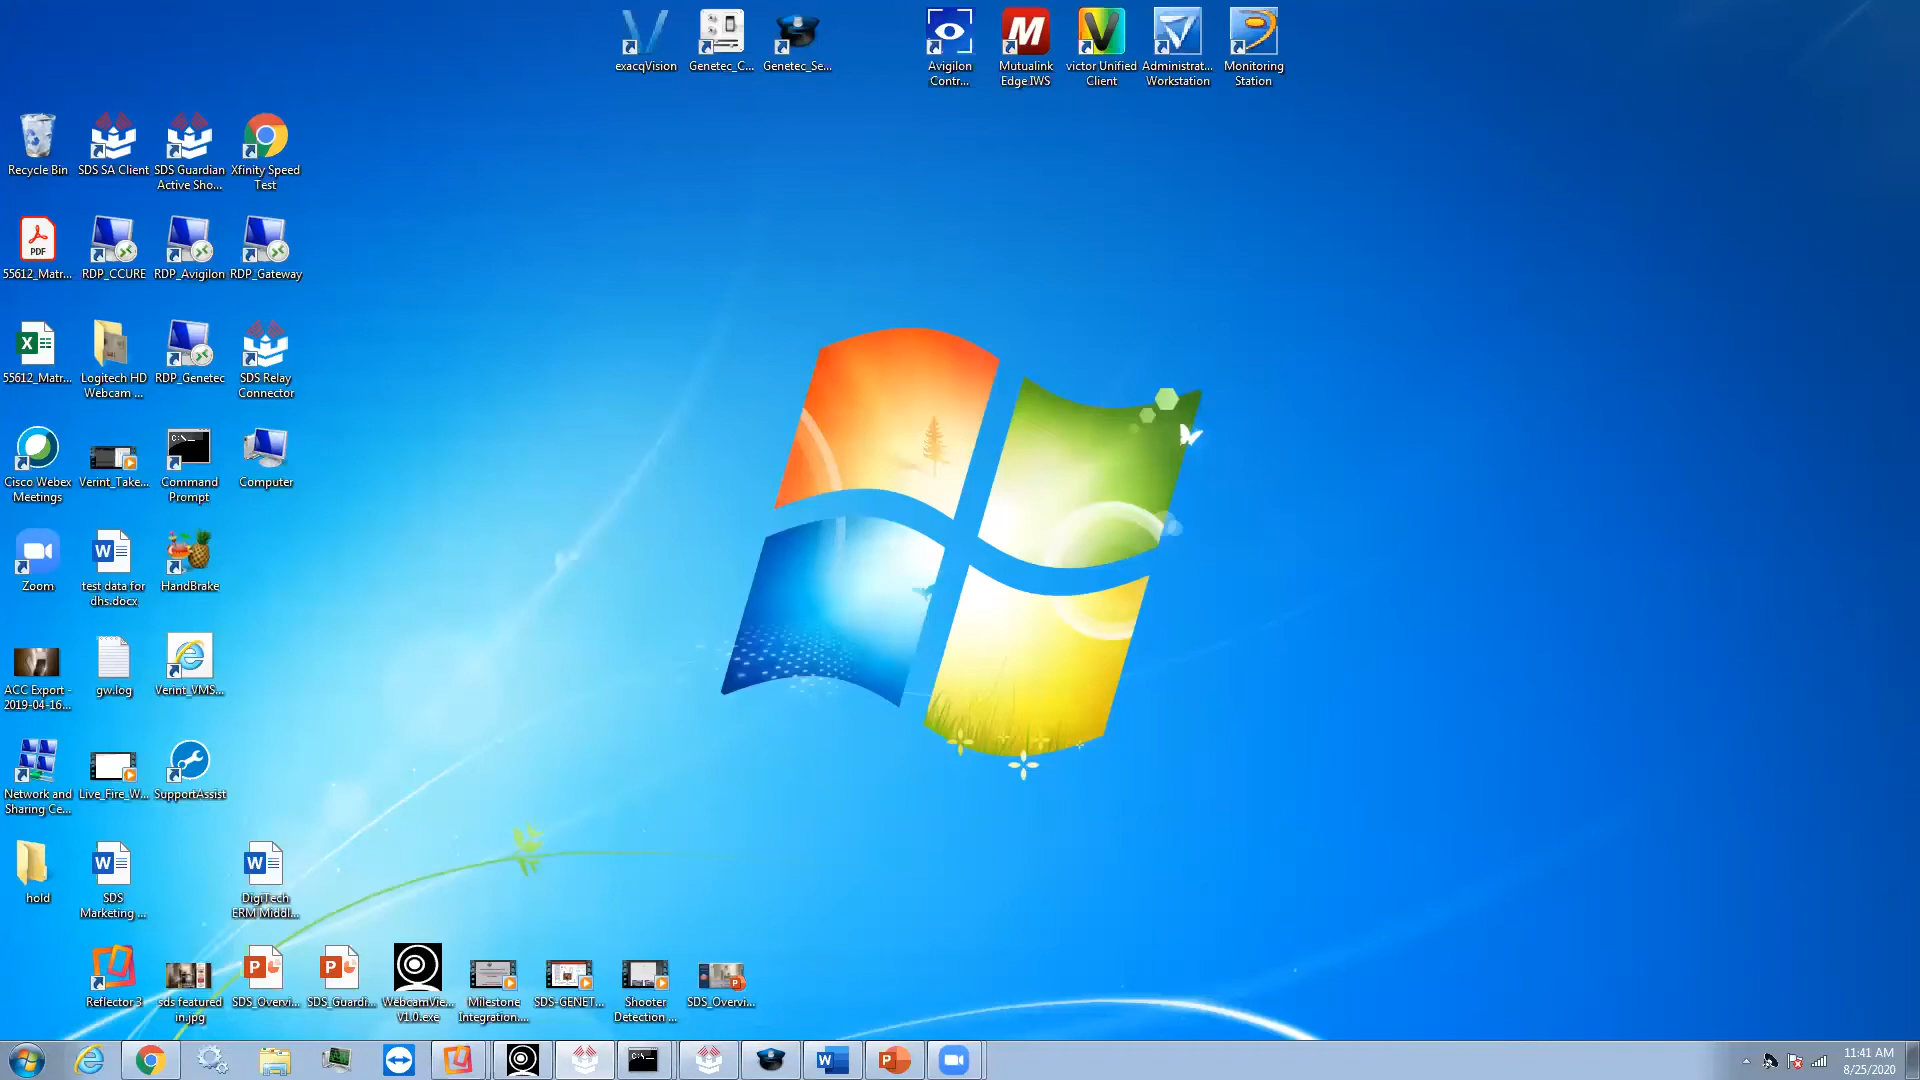 exacqVision
Genetec_C...
Genetec_Se...
Avigilon
Contr...
Mutualink
Edge.IWS
victor Unified
Client
Administrat...
Workstation
Monitoring
Station
Recycle Bin
SDS SA Client
SDS Guardian
Active Sho...
Xfinity Speed
Test
PDF
55612_Matr...
RDP_CCURE
RDP_Avigilon
RDP_Gateway
55612_Matr...
Logitech HD
Webcam ...
RDP_Genetec
SDS Relay
Connector
Cisco Webex
Meetings
Verint_Take...
C:\_
Command
Prompt
Computer
Zoom
test data for
dhs.docx
HandBrake
ACC Export -
2019-04-16...
gw.log
Verint_VMS...
Network and
Sharing Ce...
Live_Fire_W...
SupportAssist
hold
SDS
Marketing ...
DigiTech
ERM Middl...
Reflector 3
sds featured
in.jpg
SDS_Overvi...
SDS_Guardi...
WebcamVie...
V1.0.exe
Milestone
Integration....
SDS-GENET...
Shooter
Detection ...
SDS_Overvi...
C:\_
11:41 AM
8/25/2020